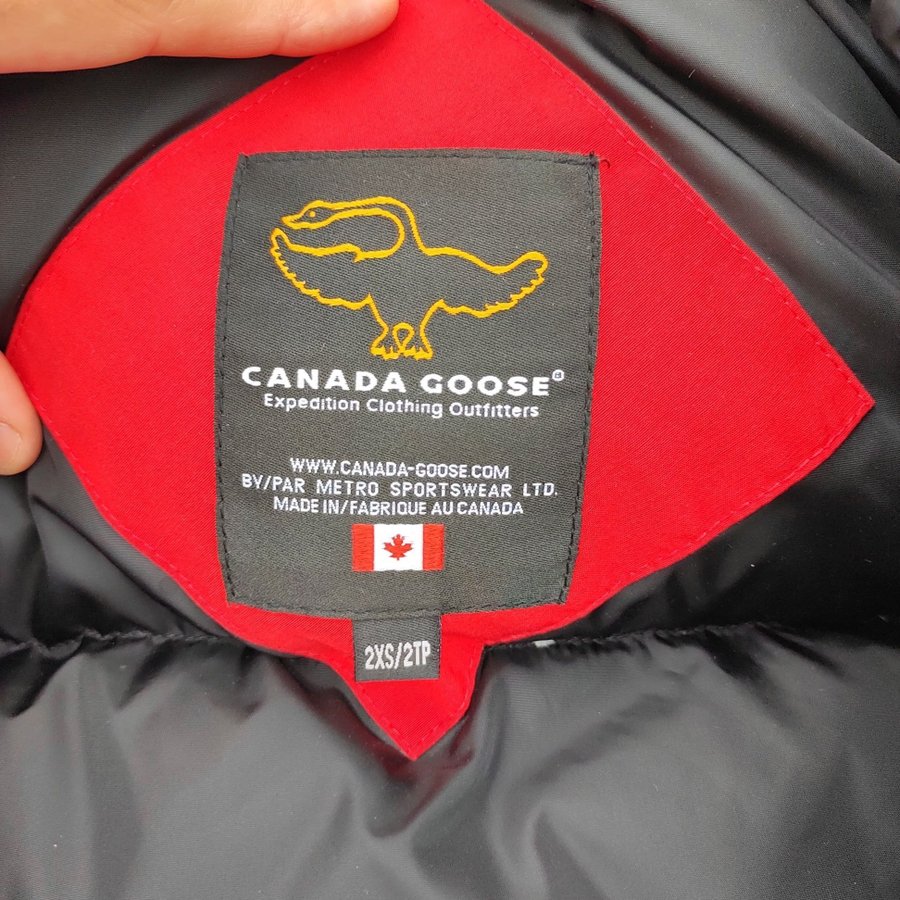 CANADA GOOSE®
Expedition Clothing Outfitters
WWW.CANADA-GOOSE.COM
BY/PAR METRO SPORTSWEAR LTD.
MADE IN/FABRIQUE AU CANADA
2XS/2TP